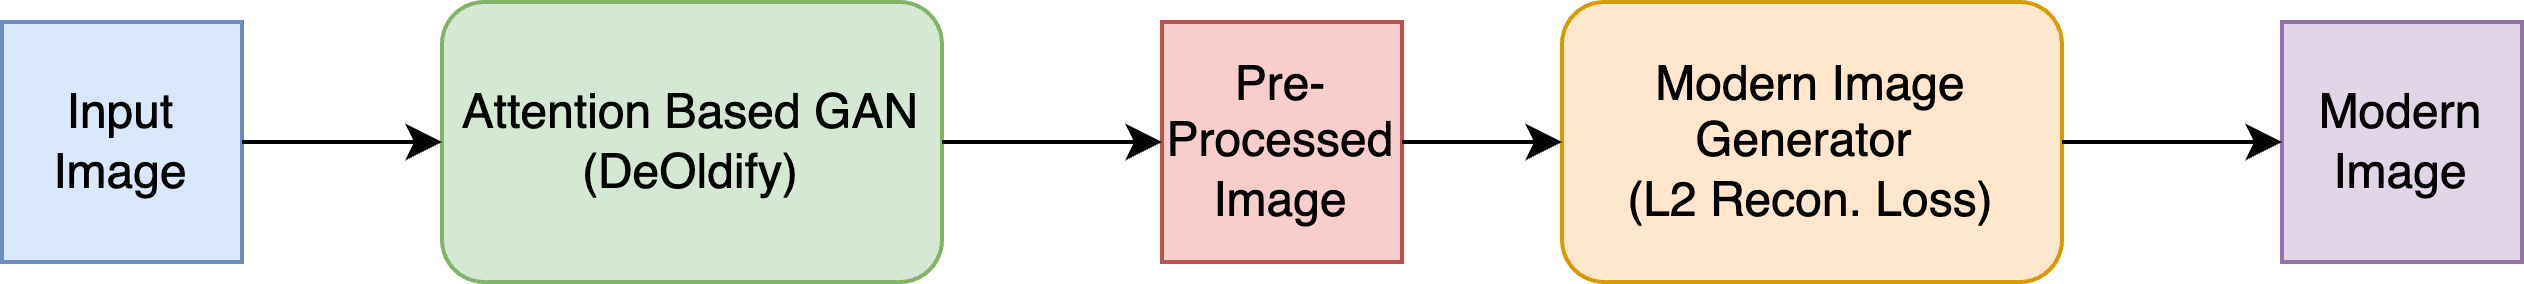 Input
Image
Attention Based GAN
(DeOldify)
Pre-
Processed
Image
Modern Image
Generator
(L2 Recon. Loss)
Modern
Image